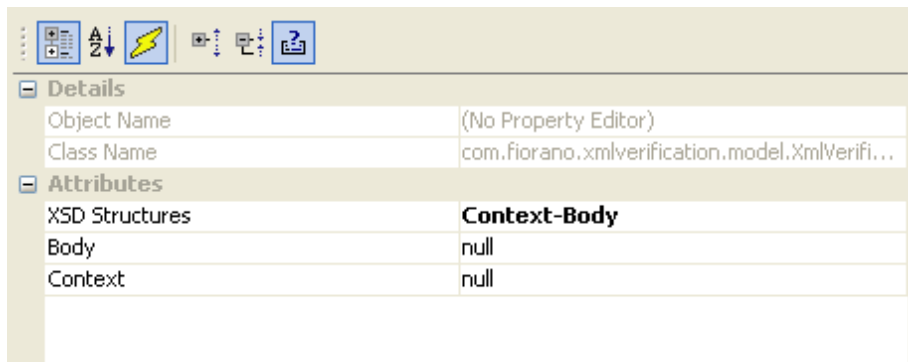 A
Z
Details
Object Name (No Property Editor)
Class Name com.fiorano.xmlverification.model.XmlVerifi...
Attributes
XSD Structures Context-Body
Body null
Context null